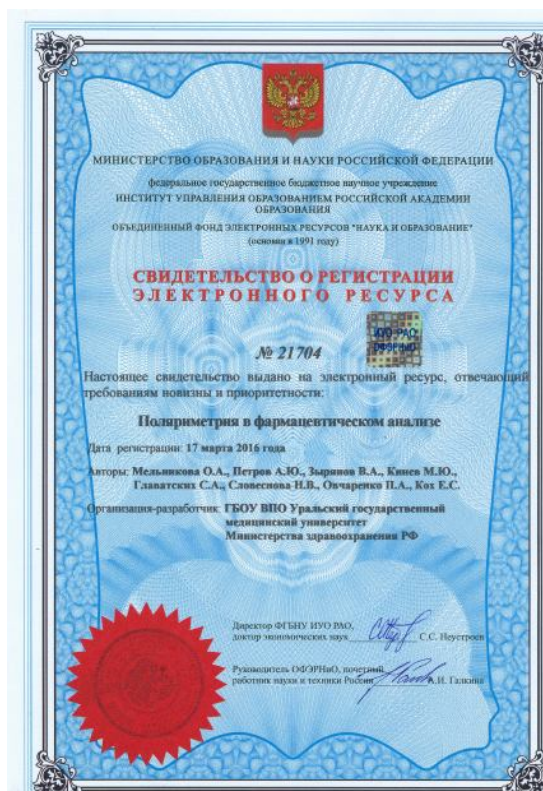 МИНИСТЕРСТВО ОБРАЗОВАНИЯ И НАУКИ РОССИЙСКОЙ ФЕДЕРАЦИИ
федеральное государственное бюджетное научное учреждение
ИНСТИТУТ УПРАВЛЕНИЯ ОБРАЗОВАНИЕМ РОССИЙСКОЙ АКАДЕМИИ
ОБРАЗОВАНИЯ
ОБЪЕДИНЕННЫЙ ФОНД ЭЛЕКТРОННЫХ РЕСУРСОВ "НАУКА И ОБРАЗОВАНИЕ"
(основан в 1991 году)
СВИДЕТЕЛЬСТВО О РЕГИСТРАЦИИ
ЭЛЕКТРОННОГО РЕСУРСА
ИУО РАО
ОФЭРНиО
№ 21704
Настоящее свидетельство выдано на электронный ресурс, отвечающий
требованиям новизны и приоритетности:
Поляриметрия в фармацевтическом анализе
Дата регистрации: 17 марта 2016 года
Авторы: Мельникова О.А., Петров А.Ю., Зырянов В.А., Кинев М.Ю.,
Главатских С.А., Словеснова Н.В., Овчаренко П.А., Кох Е.С.
Организация-разработчик: ГБОУ ВПО Уральский государственный
медицинский университет
Министерства здравоохранения РФ
Директор ФГБНУ ИУО РАО,
доктор экономических наук С.С. Неустроев
Руководитель ОФЭРНиО, почетный
работник науки и техники России А.И. Галкина